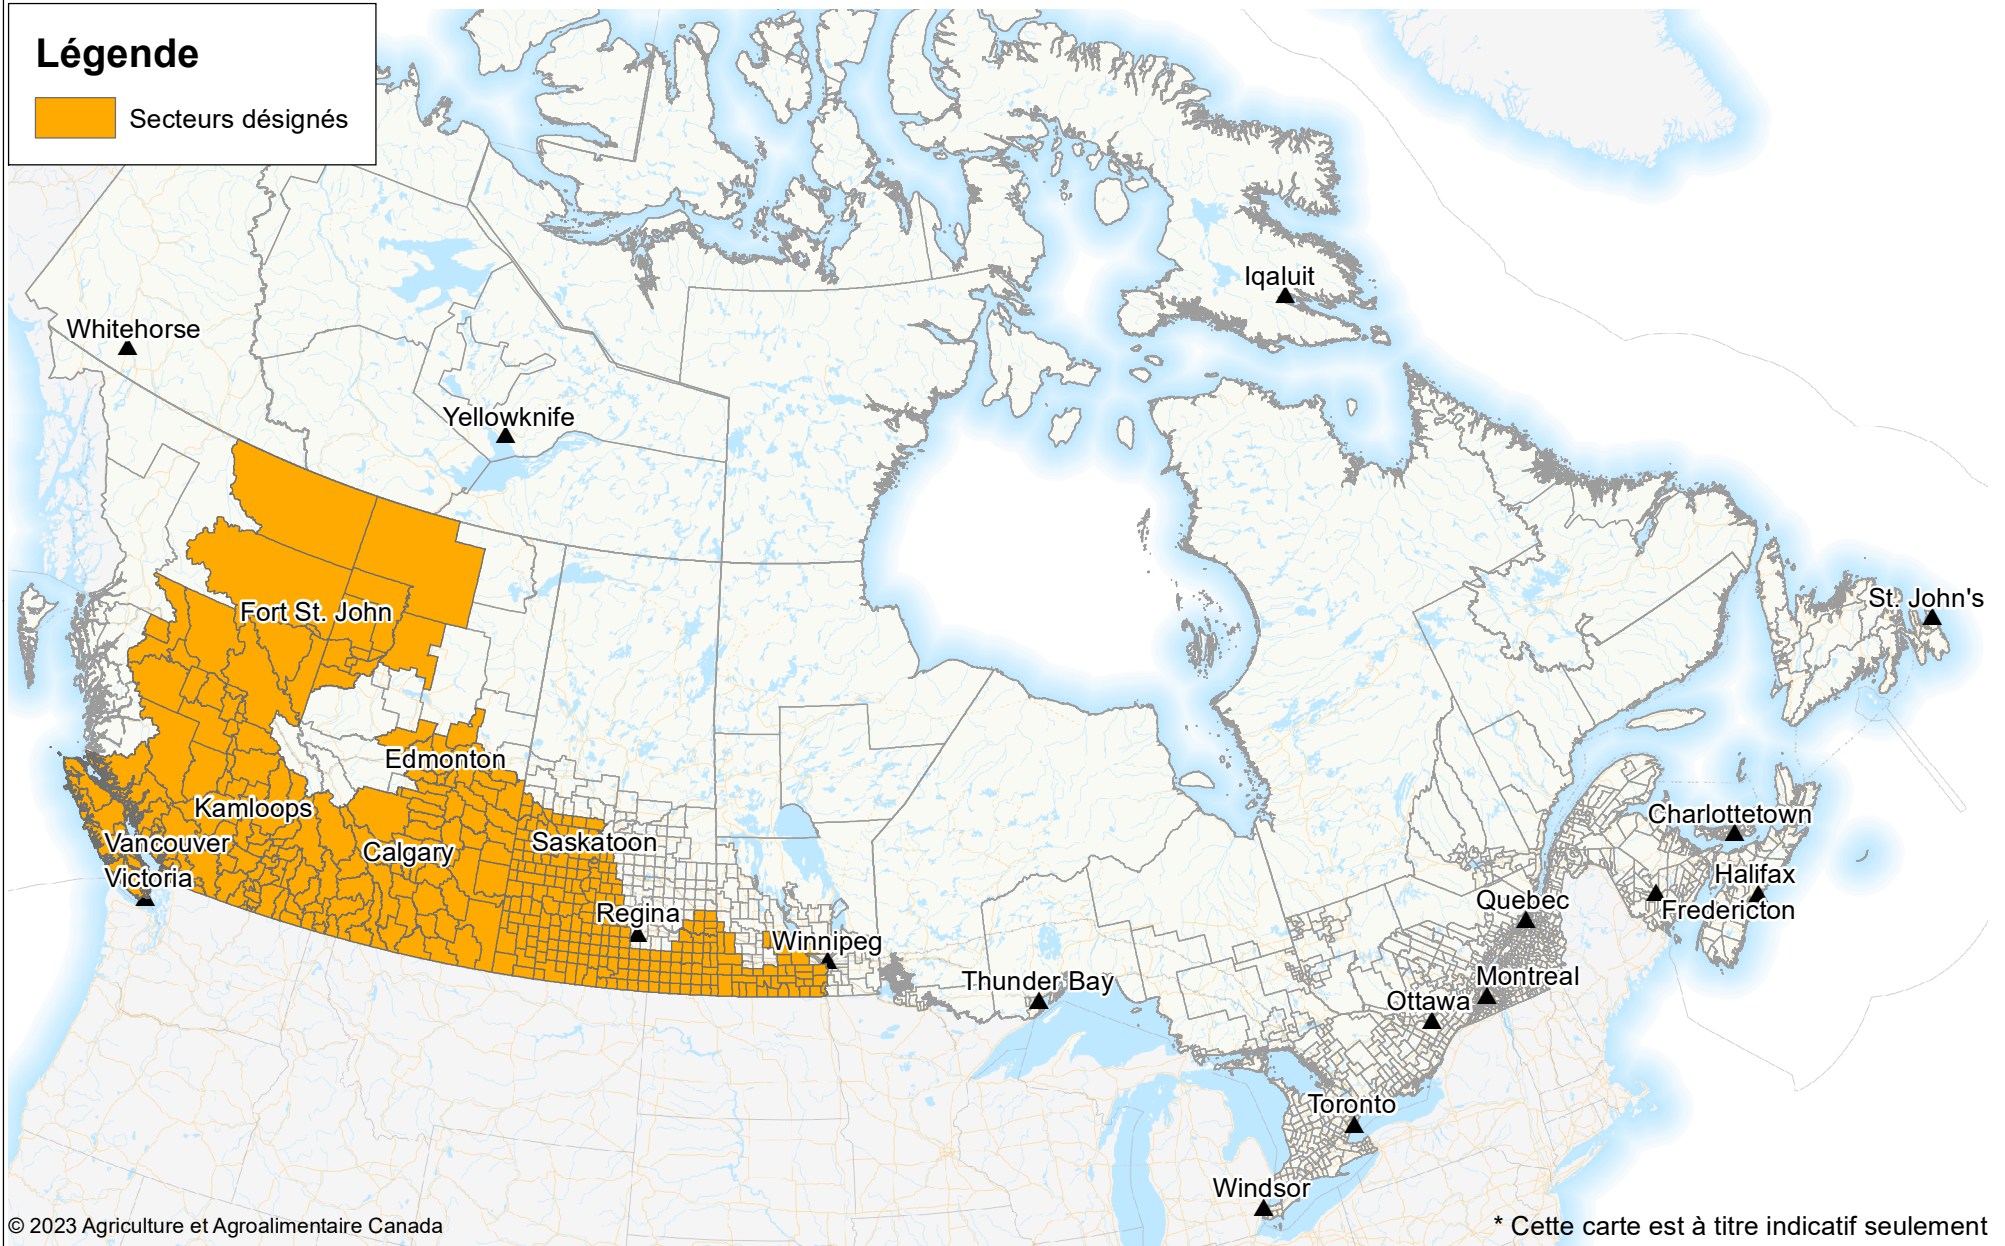 Légende
Secteurs désignés
Iqaluit
Whitehorse
Yellowknife
Fort St. John
St. John's
Edmonton
Kamloops
Charlottetown
Vancouver
Saskatoon
Calgary
Victoria
Halifax
Quebec
Regina
Fredericton
Winnipeg
Montreal
Thunder Bay
Ottawa
Toronto
Windsor
© 2023 Agriculture et Agroalimentaire Canada
* Cette carte est à titre indicatif seulement